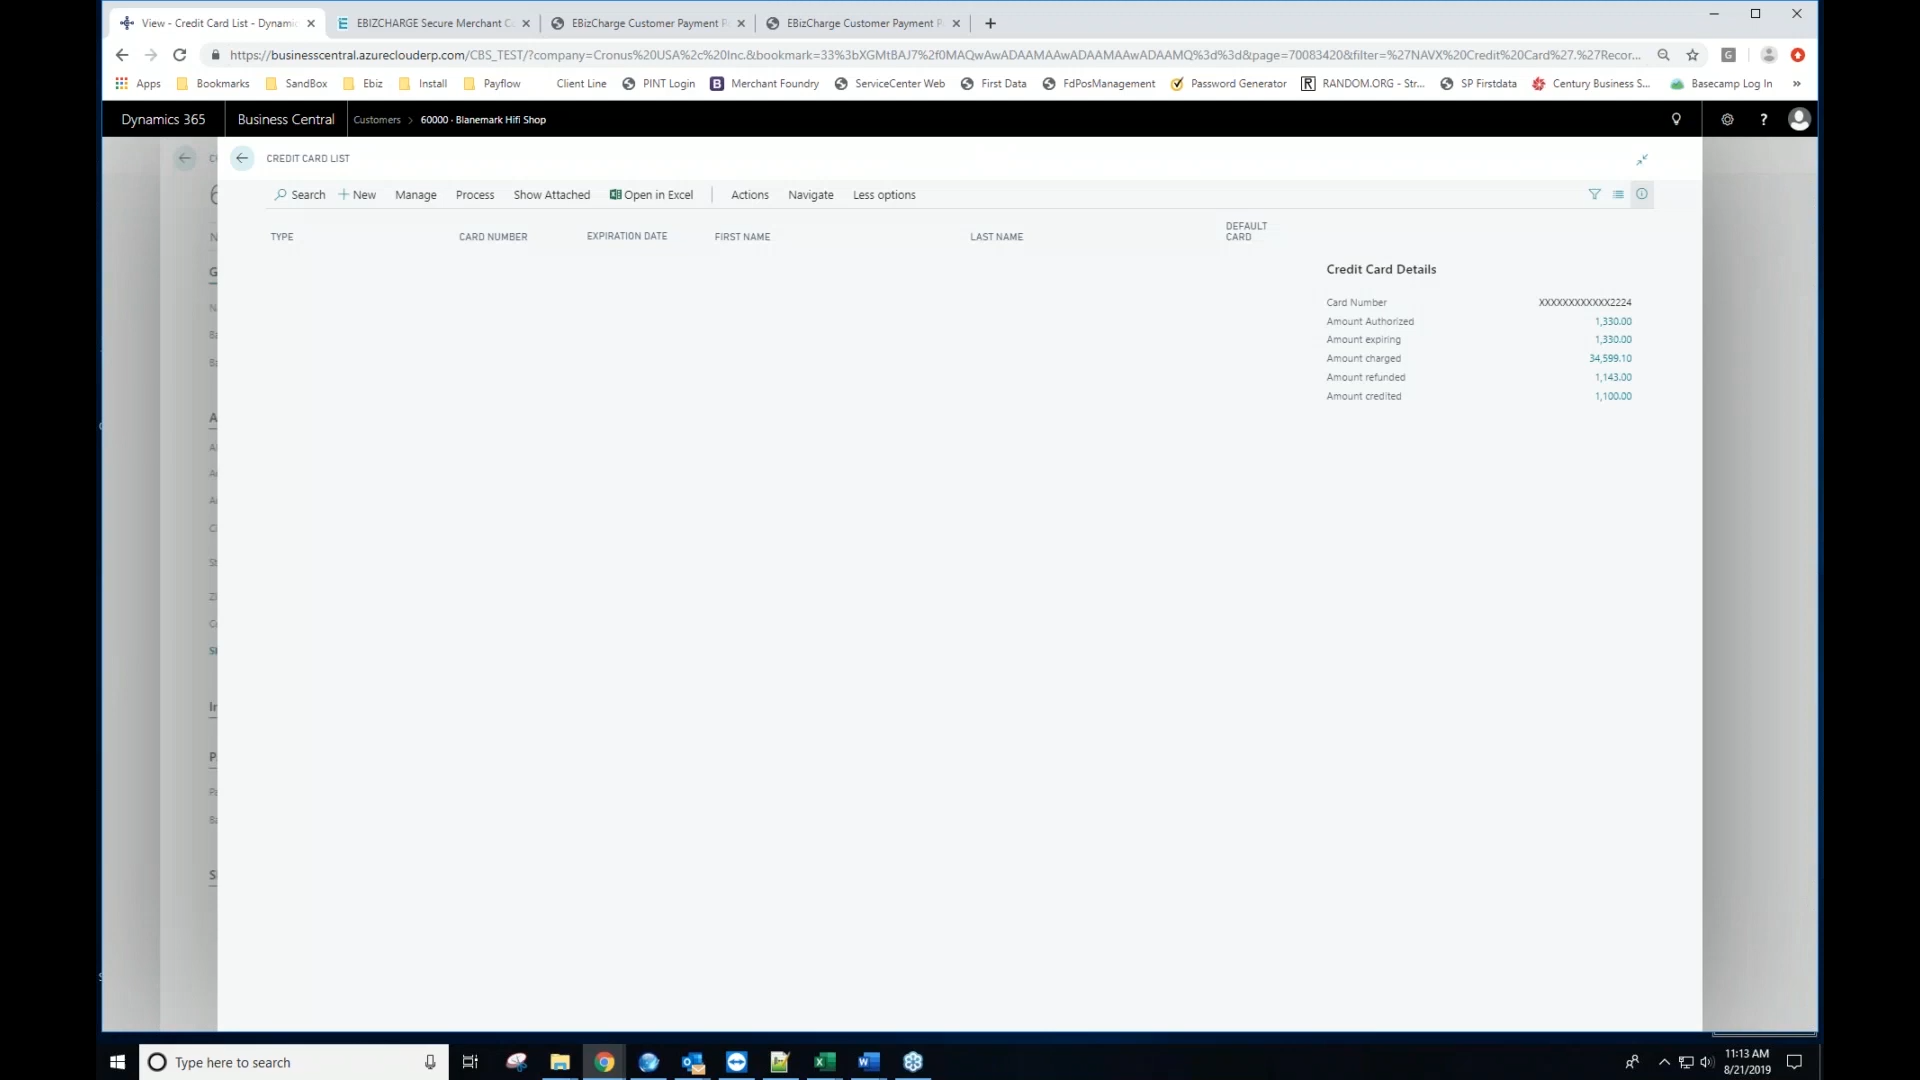 View - Credit Card List - Dynamic
EBIZCHARGE Secure Merchant C
EBizCharge Customer Payment P
EBizCharge Customer Payment P
https://businesscentral.azureclouderp.com/CBS_TEST/?company=Cronus%20USA%2c%20Inc.&bookmark=33%3bXGMtBAJ7%2f0MAQwAwADAAMAAwADAAMAAwADAAMQ%3d%3d&page=70083420&filter=%27NAVX%20Credit%20Card%27.%27Recor...
Apps Bookmarks SandBox Ebiz Install Payflow Client Line PINT Login Merchant Foundry ServiceCenter Web First Data FdPosManagement Password Generator RANDOM.ORG - Str... SP Firstdata Century Business S... Basecamp Log In »
Dynamics 365 Business Central Customers > 60000 · Blanemark Hifi Shop ?
CREDIT CARD LIST
Search + New Manage Process Show Attached Open in Excel Actions Navigate Less options
TYPE CARD NUMBER EXPIRATION DATE FIRST NAME LAST NAME DEFAULT
CARD
Credit Card Details
Card Number XXXXXXXXXXXX2224
Amount Authorized 1,330.00
Amount expiring 1,330.00
Amount charged 34,599.10
Amount refunded 1,143.00
Amount credited 1,100.00
Type here to search
11:13 AM
8/21/2019